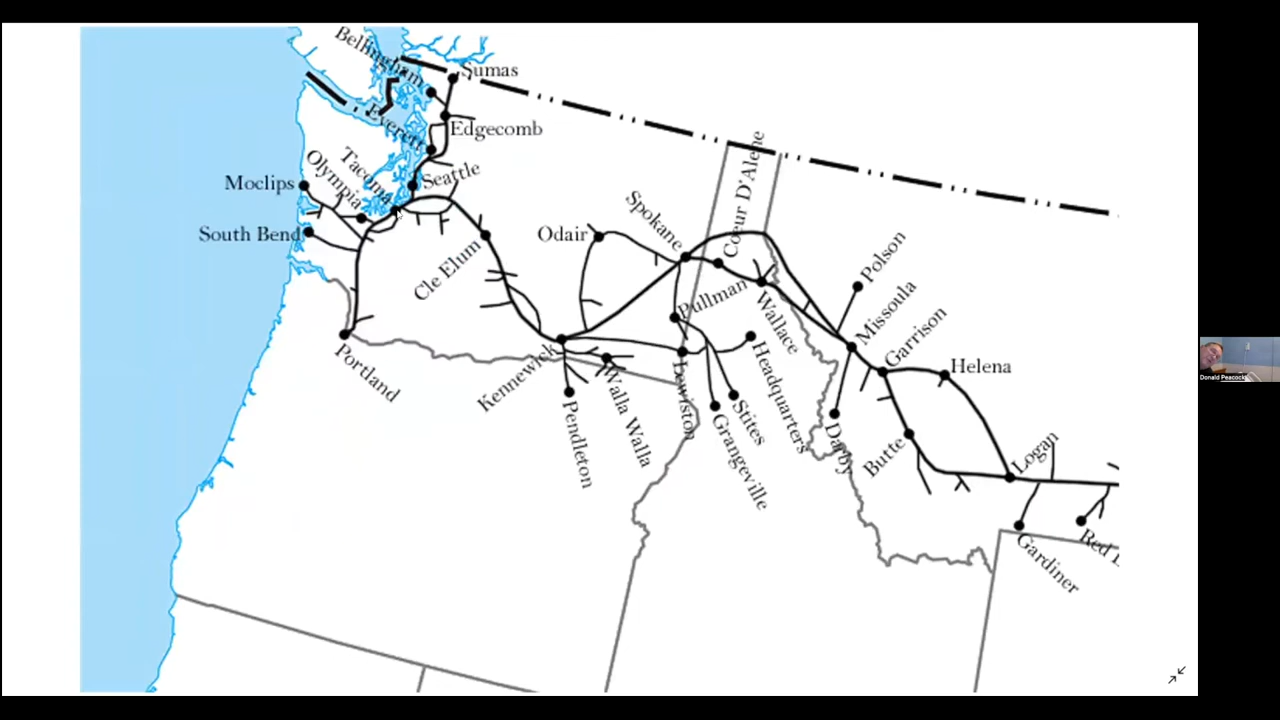 Bellingham
Sumas
Everett
Edgecomb
Tacoma
Olympia
Seattle
Moclips
South Bend
Cle Elum
Odair
Spokane
Coeur D'Alene
Pullman
Wallace
Polson
Missoula
Garrison
Helena
Portland
Kennewick
Pendleton
Walla Walla
Lewiston
Headquarters
Stites
Grangeville
Darby
Butte
Logan
Gardiner
Red
Donald Peacock